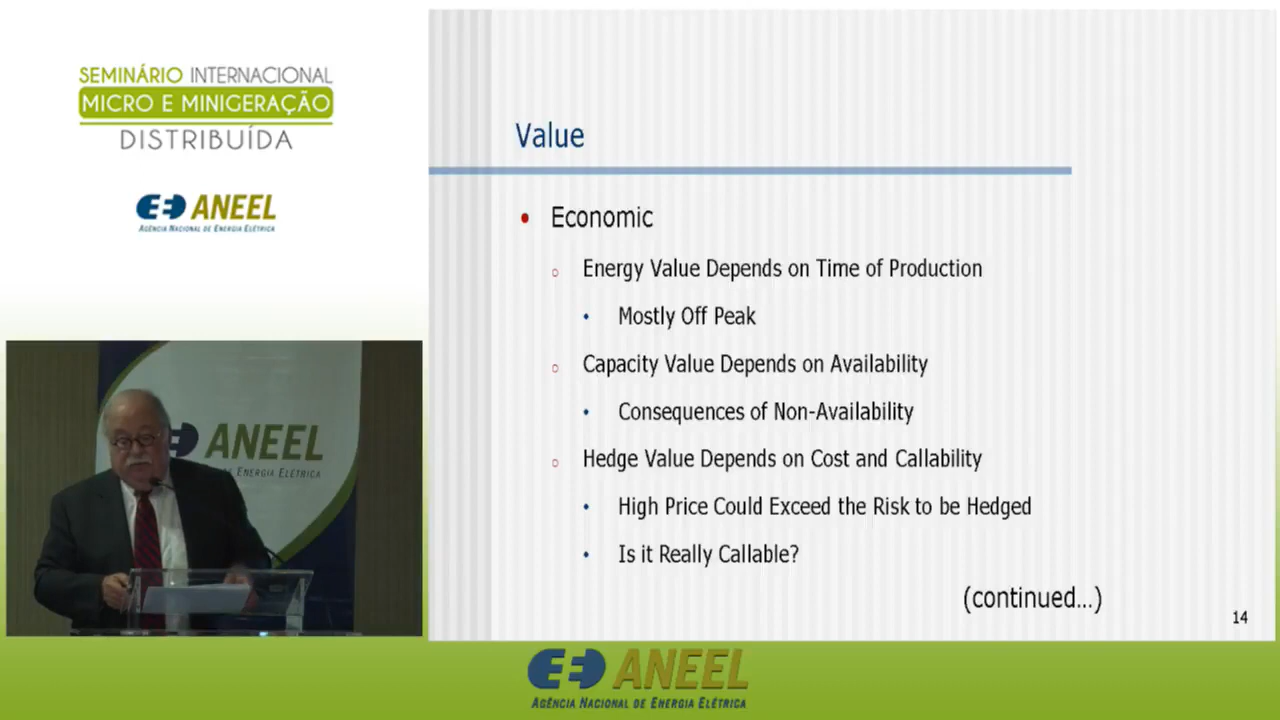 SEMINÁRIO INTERNACIONAL
MICRO E MINIGERAÇÃO
DISTRIBUÍDA
ANEEL
AGÊNCIA NACIONAL DE ENERGIA ELÉTRICA
ANEEL
DE ENERGIA ELÉTRICA
Value
• Economic
○ Energy Value Depends on Time of Production
• Mostly Off Peak
○ Capacity Value Depends on Availability
• Consequences of Non-Availability
○ Hedge Value Depends on Cost and Callability
• High Price Could Exceed the Risk to be Hedged
• Is it Really Callable?
(continued...)
14
ANEEL
AGÊNCIA NACIONAL DE ENERGIA ELÉTRICA